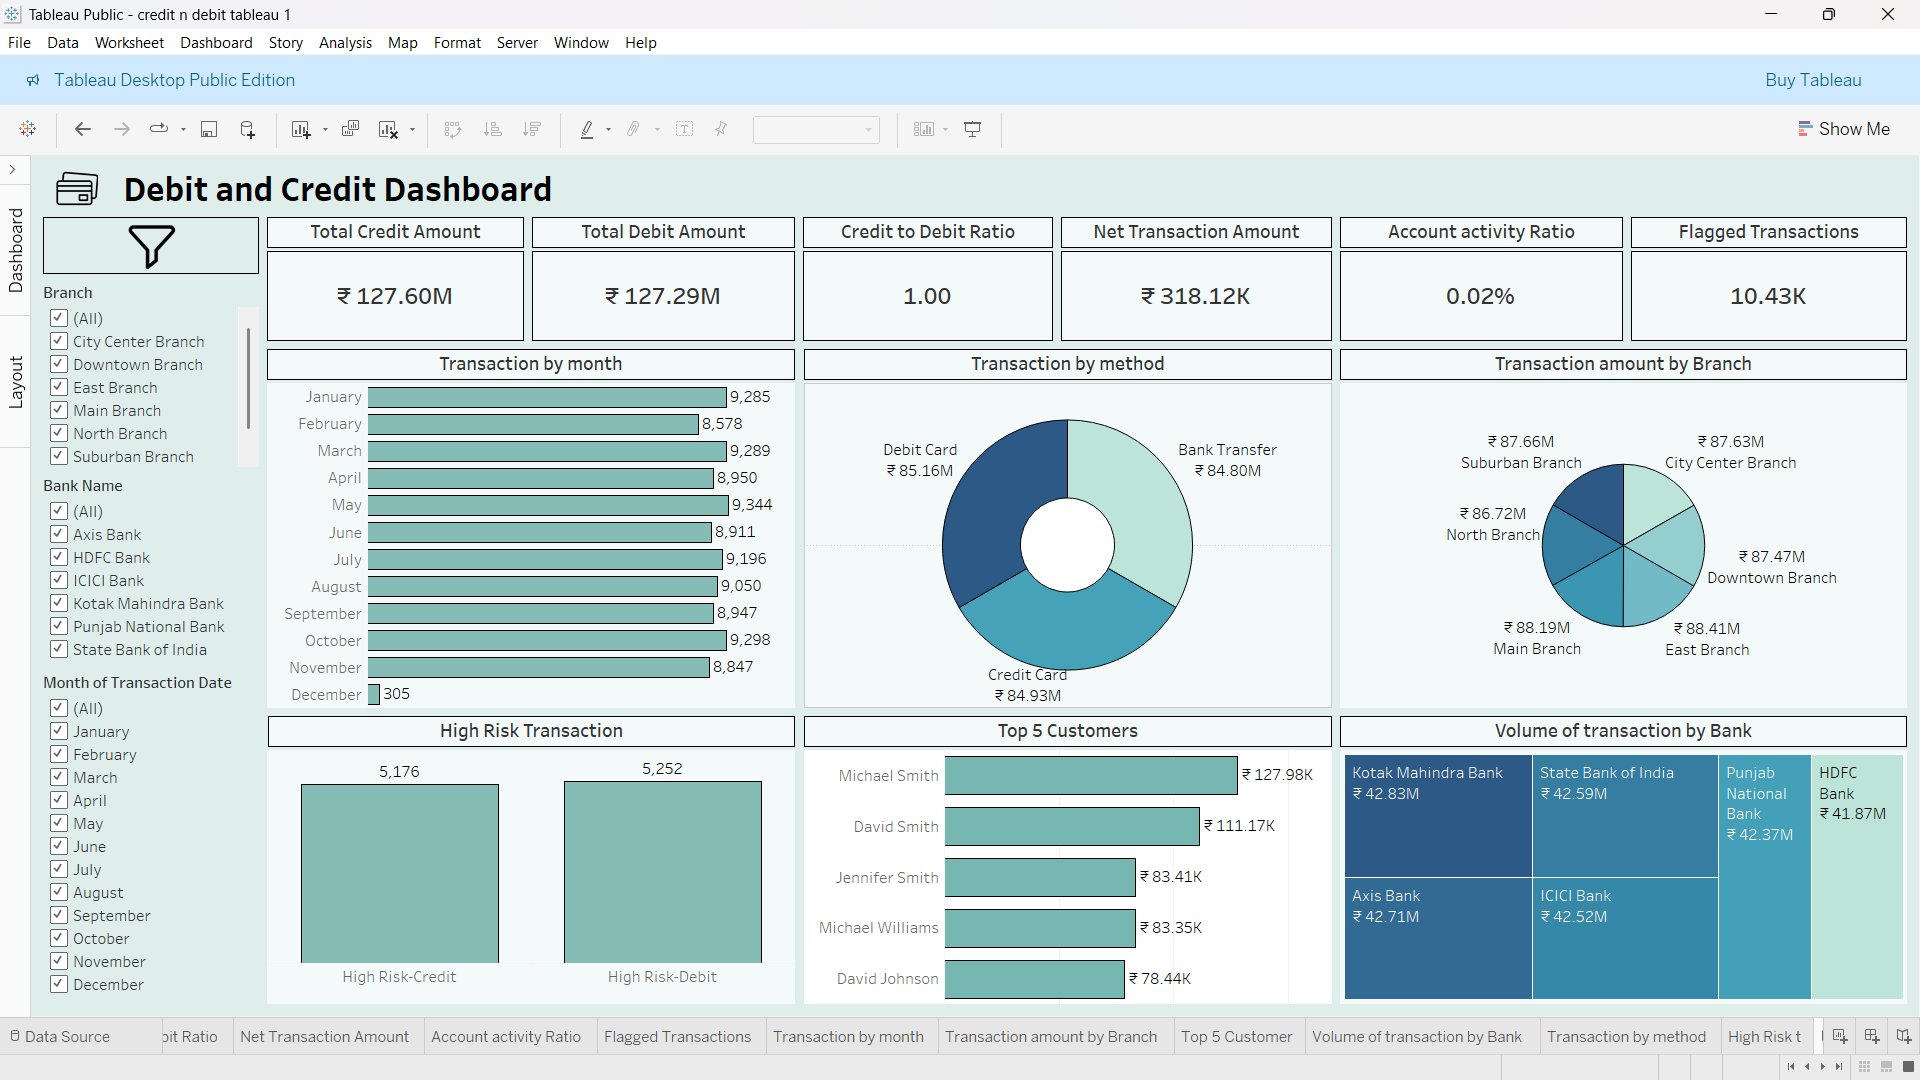 Tableau Public - credit n debit tableau 1
File Data Worksheet Dashboard Story Analysis Map Format Server Window Help
Tableau Desktop Public Edition
Buy Tableau
Show Me
Dashboard
Layout
Debit and Credit Dashboard
Branch
(All)
City Center Branch
Downtown Branch
East Branch
Main Branch
North Branch
Suburban Branch
Bank Name
(All)
Axis Bank
HDFC Bank
ICICI Bank
Kotak Mahindra Bank
Punjab National Bank
State Bank of India
Month of Transaction Date
(All)
January
February
March
April
May
June
July
August
September
October
November
December
Total Credit Amount
₹ 127.60M
Total Debit Amount
₹ 127.29M
Credit to Debit Ratio
1.00
Net Transaction Amount
₹ 318.12K
Account activity Ratio
0.02%
Flagged Transactions
10.43K
Transaction by month
January 9,285
February 8,578
March 9,289
April 8,950
May 9,344
June 8,911
July 9,196
August 9,050
September 8,947
October 9,298
November 8,847
December 305
Transaction by method
Debit Card
₹ 85.16M
Bank Transfer
₹ 84.80M
Credit Card
₹ 84.93M
Transaction amount by Branch
₹ 87.66M
Suburban Branch
₹ 87.63M
City Center Branch
₹ 86.72M
North Branch
₹ 87.47M
Downtown Branch
₹ 88.19M
Main Branch
₹ 88.41M
East Branch
High Risk Transaction
5,176
High Risk-Credit
5,252
High Risk-Debit
Top 5 Customers
Michael Smith ₹ 127.98K
David Smith ₹ 111.17K
Jennifer Smith ₹ 83.41K
Michael Williams ₹ 83.35K
David Johnson ₹ 78.44K
Volume of transaction by Bank
Kotak Mahindra Bank
₹ 42.83M
State Bank of India
₹ 42.59M
Punjab
National
Bank
₹ 42.37M
HDFC
Bank
₹ 41.87M
Axis Bank
₹ 42.71M
ICICI Bank
₹ 42.52M
Data Source
bit Ratio
Net Transaction Amount
Account activity Ratio
Flagged Transactions
Transaction by month
Transaction amount by Branch
Top 5 Customer
Volume of transaction by Bank
Transaction by method
High Risk t